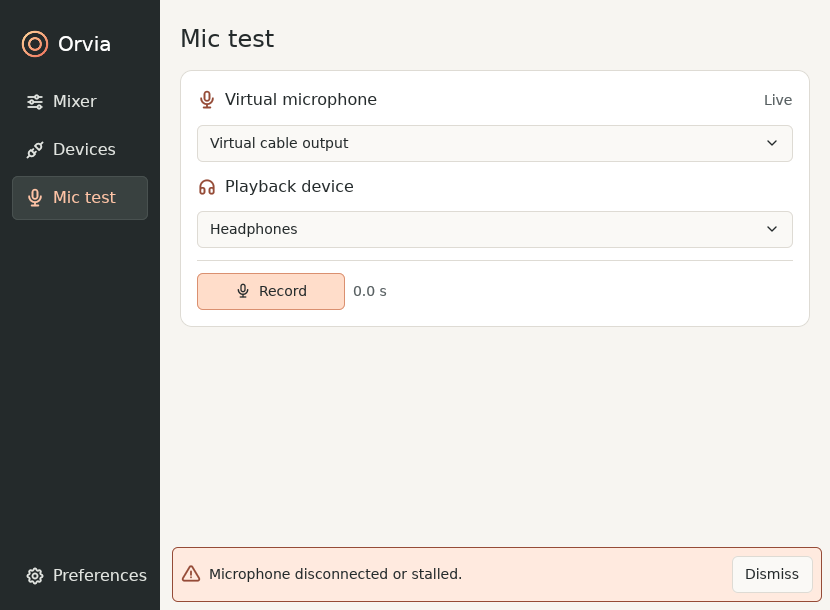 Orvia
Mixer
Devices
Mic test
Preferences
Mic test
Virtual microphone
Live
Virtual cable output
Playback device
Headphones
Record
0.0 s
Microphone disconnected or stalled.
Dismiss